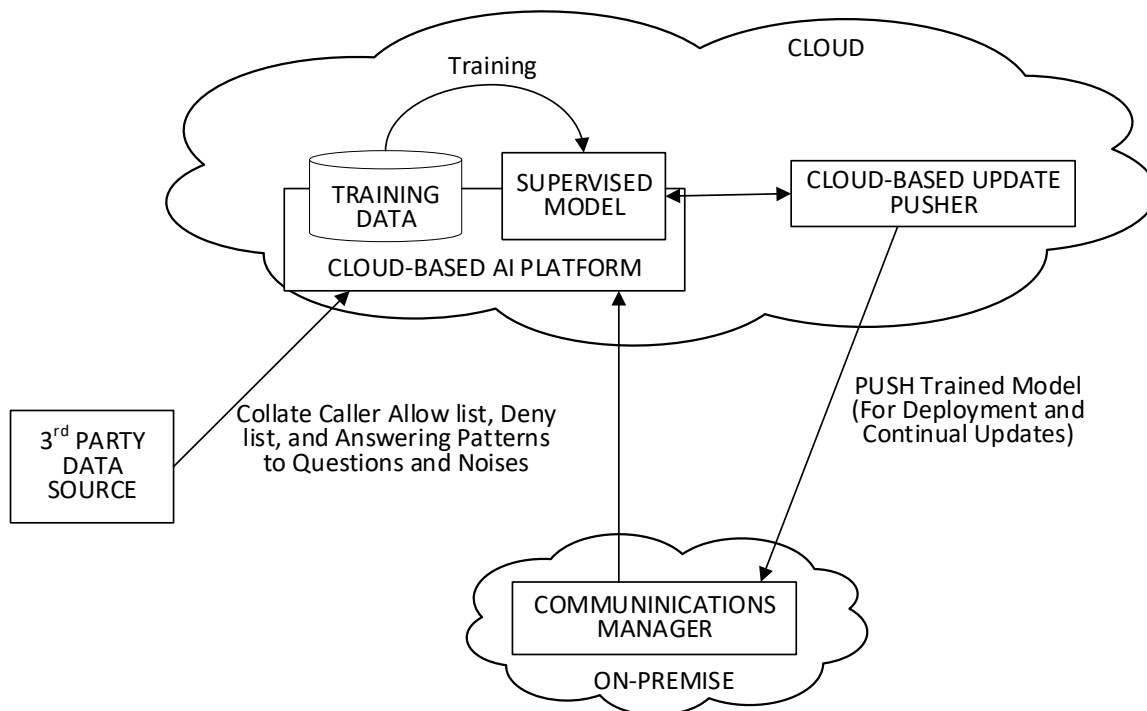 CLOUD
Training
TRAINING
DATA
SUPERVISED
MODEL
CLOUD-BASED UPDATE
PUSHER
CLOUD-BASED AI PLATFORM
3rd PARTY
DATA
SOURCE
Collate Caller Allow list, Deny
list, and Answering Patterns
to Questions and Noises
PUSH Trained Model
(For Deployment and
Continual Updates)
COMMUNINICATIONS
MANAGER
ON-PREMISE